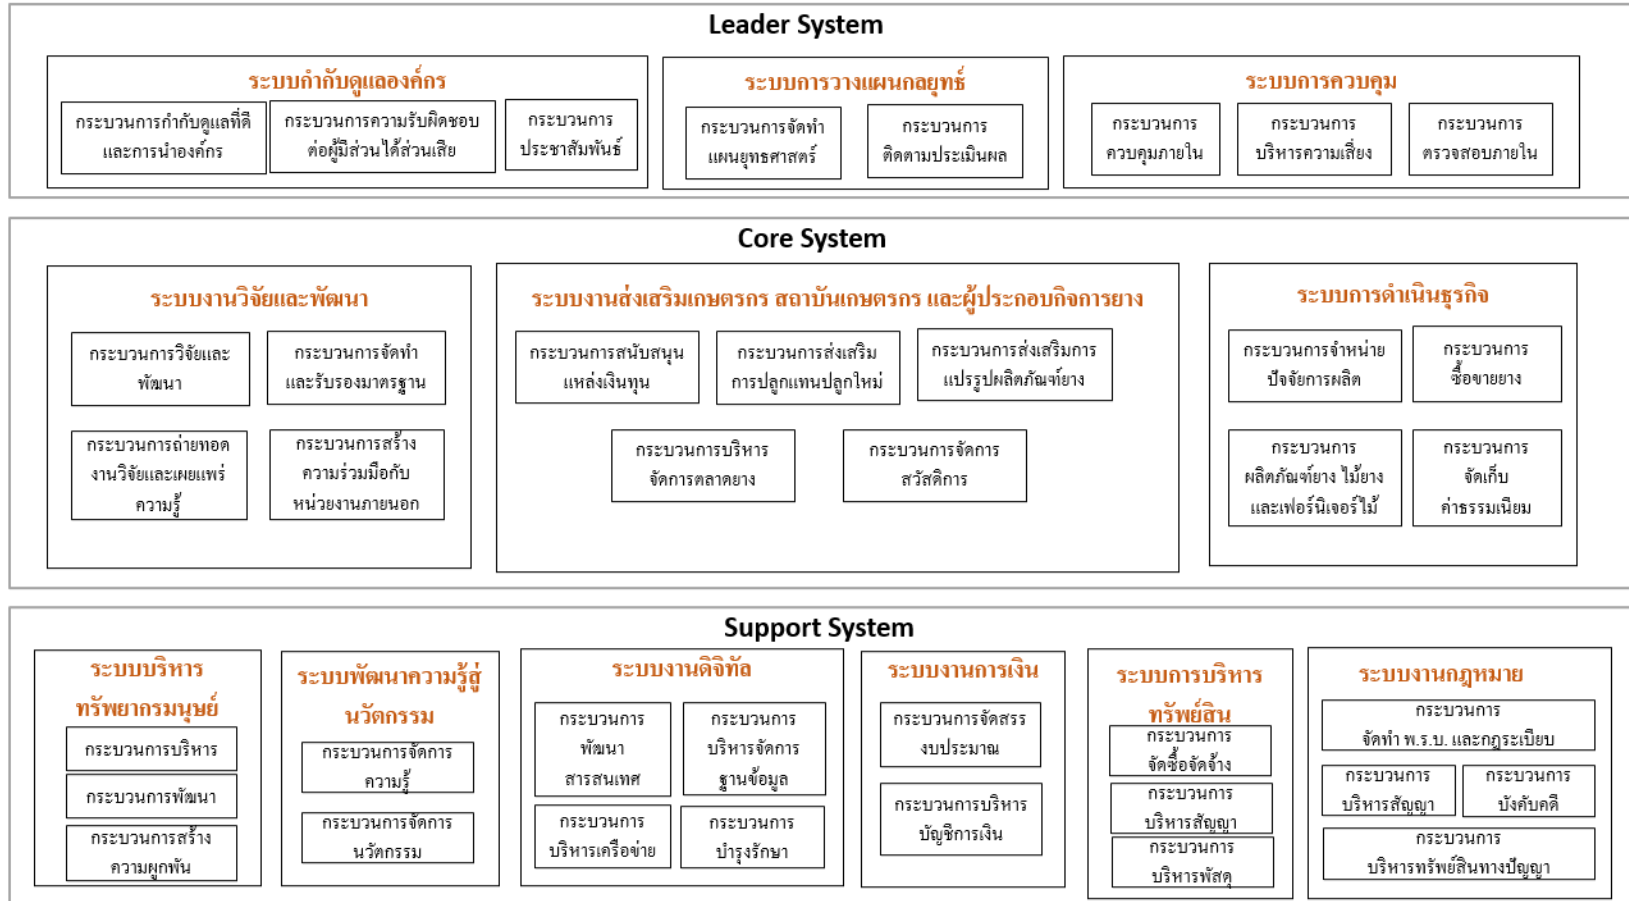 Leader System
ระบบกำกับดูแลองค์กร
กระบวนการกำกับดูแลที่ดี
และการนำองค์กร
กระบวนการความรับผิดชอบ
ต่อผู้มีส่วนได้ส่วนเสีย
กระบวนการ
ประชาสัมพันธ์
ระบบการวางแผนกลยุทธ์
กระบวนการจัดทำ
แผนยุทธศาสตร์
กระบวนการ
ติดตามประเมินผล
ระบบการควบคุม
กระบวนการ
ควบคุมภายใน
กระบวนการ
บริหารความเสี่ยง
กระบวนการ
ตรวจสอบภายใน
Core System
ระบบงานวิจัยและพัฒนา
กระบวนการวิจัยและ
พัฒนา
กระบวนการจัดทำ
และรับรองมาตรฐาน
กระบวนการถ่ายทอด
งานวิจัยและเผยแพร่
ความรู้
กระบวนการสร้าง
ความร่วมมือกับ
หน่วยงานภายนอก
ระบบงานส่งเสริมเกษตรกร สถาบันเกษตรกร และผู้ประกอบกิจการยาง
กระบวนการสนับสนุน
แหล่งเงินทุน
กระบวนการส่งเสริม
การปลูกแทนปลูกใหม่
กระบวนการส่งเสริมการ
แปรรูปผลิตภัณฑ์ยาง
กระบวนการบริหาร
จัดการตลาดยาง
กระบวนการจัดการ
สวัสดิการ
ระบบการดำเนินธุรกิจ
กระบวนการจำหน่าย
ปัจจัยการผลิต
กระบวนการ
ซื้อขายยาง
กระบวนการ
ผลิตภัณฑ์ยาง ไม้ยาง
และเฟอร์นิเจอร์ไม้
กระบวนการ
จัดเก็บ
ค่าธรรมเนียม
Support System
ระบบบริหาร
ทรัพยากรมนุษย์
กระบวนการบริหาร
กระบวนการพัฒนา
กระบวนการสร้าง
ความผูกพัน
ระบบพัฒนาความรู้สู่
นวัตกรรม
กระบวนการจัดการ
ความรู้
กระบวนการจัดการ
นวัตกรรม
ระบบงานดิจิทัล
กระบวนการ
พัฒนา
สารสนเทศ
กระบวนการ
บริหารจัดการ
ฐานข้อมูล
กระบวนการ
บริหารเครือข่าย
กระบวนการ
บำรุงรักษา
ระบบงานการเงิน
กระบวนการจัดสรร
งบประมาณ
กระบวนการบริหาร
บัญชีการเงิน
ระบบการบริหาร
ทรัพย์สิน
กระบวนการ
จัดซื้อจัดจ้าง
กระบวนการ
บริหารสัญญา
กระบวนการ
บริหารพัสดุ
ระบบงานกฎหมาย
กระบวนการ
จัดทำ พ.ร.บ. และกฎระเบียบ
กระบวนการ
บริหารสัญญา
กระบวนการ
บังคับคดี
กระบวนการ
บริหารทรัพย์สินทางปัญญา